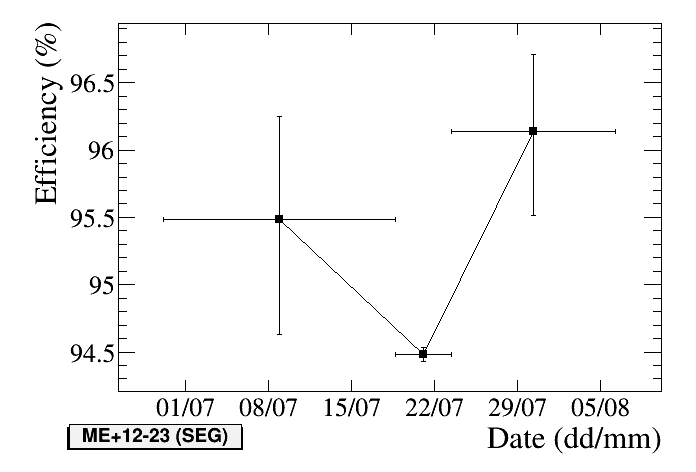 Efficiency (%)
96.5
96
95.5
95
94.5
01/07 08/07 15/07 22/07 29/07 05/08
ME+12-23 (SEG)
Date (dd/mm)